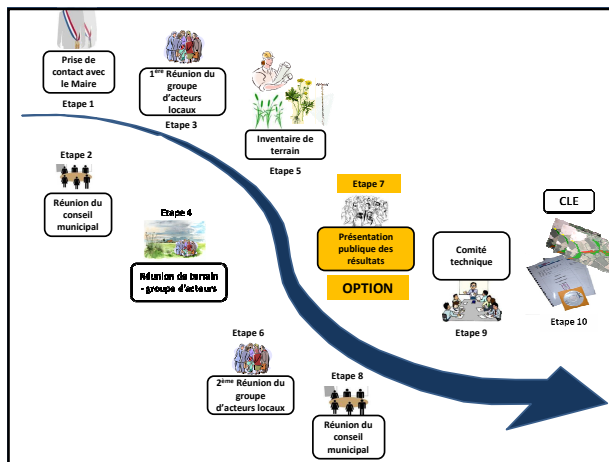 Prise de
contact avec
le Maire
Etape 1
Etape 2
Réunion du
conseil
municipal
1ère Réunion du
groupe
d'acteurs
locaux
Etape 3
Etape 4
Réunion de terrain
- groupe d'acteurs
Inventaire de
terrain
Etape 5
Etape 6
2ème Réunion du
groupe
d'acteurs locaux
Etape 7
Présentation
publique des
résultats
OPTION
Etape 8
Réunion du
conseil
municipal
Comité
technique
Etape 9
CLE
Etape 10